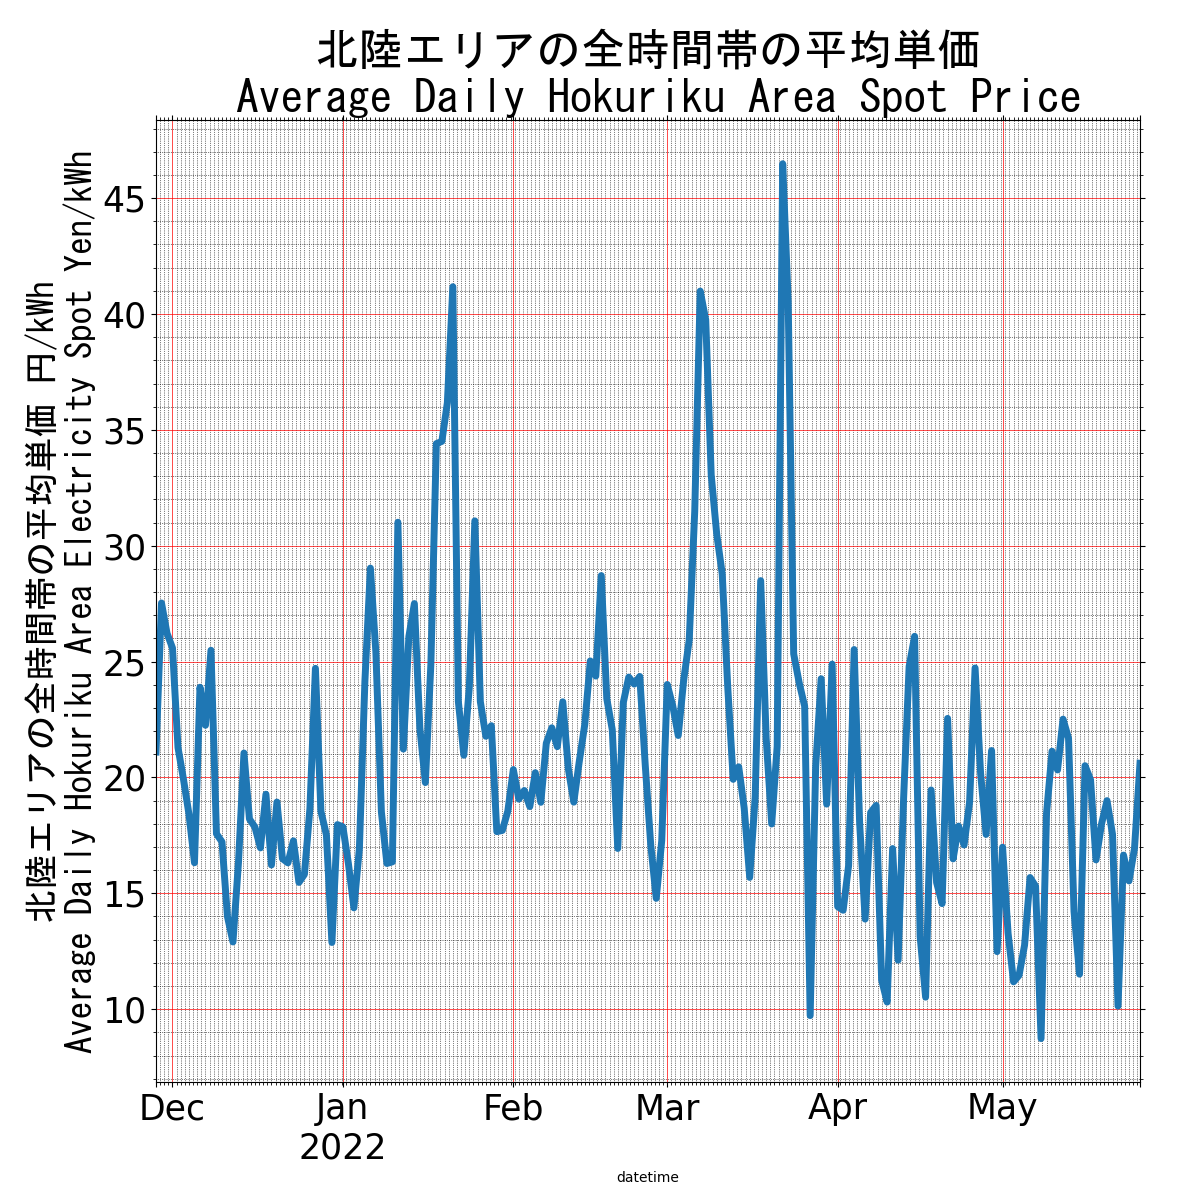 北陸エリアの全時間帯の平均単価
Average Daily Hokuriku Area Spot Price
北陸エリアの全時間帯の平均単価 円/kWh
Average Daily Hokuriku Area Electricity Spot Yen/kWh
45
40
35
30
25
20
15
10
Dec
Jan
2022
Feb
Mar
Apr
May
datetime